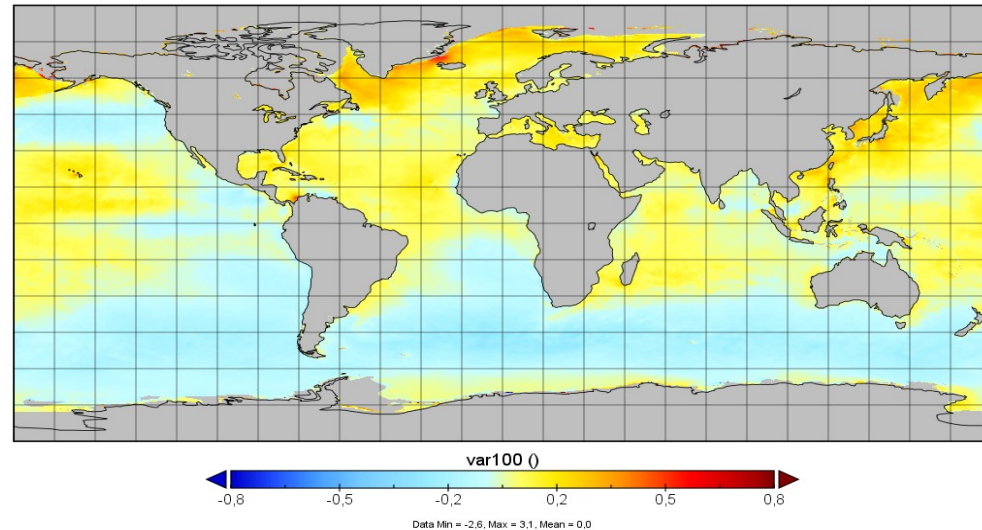 var100 ()
-0,8 -0,5 -0,2 0,2 0,5 0,8
Data Min = -2,6, Max = 3,1, Mean = 0,0